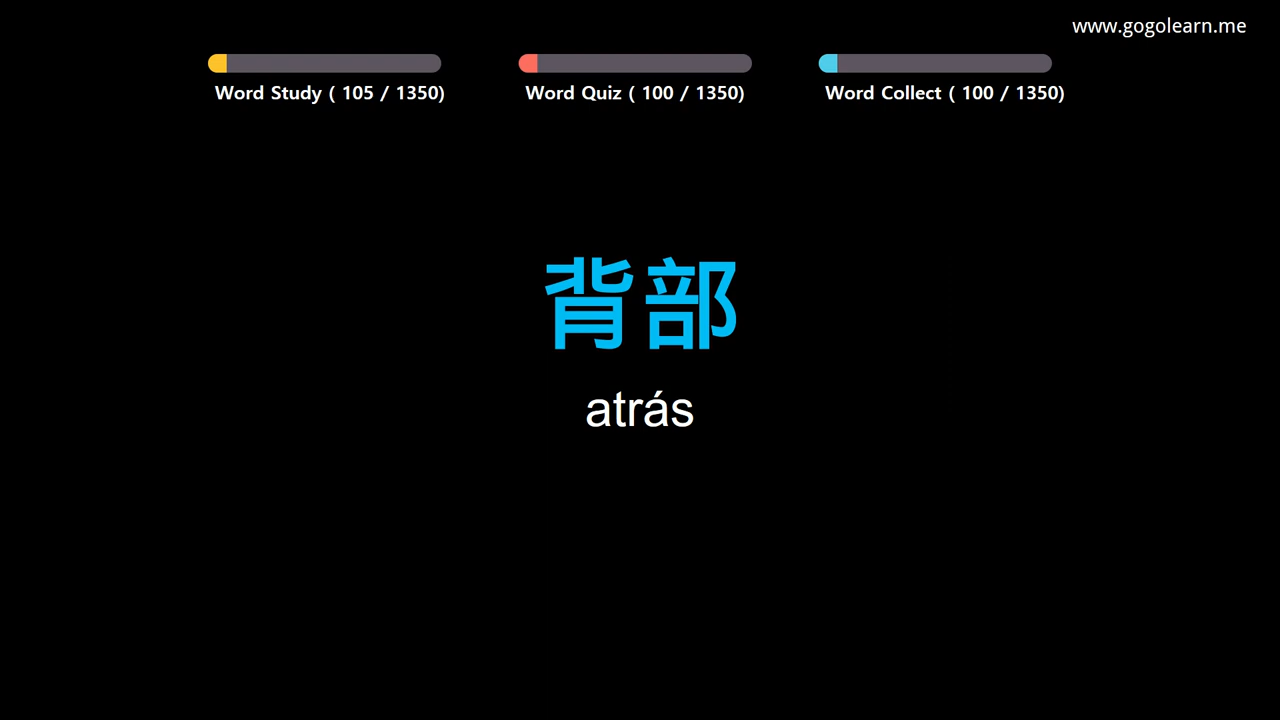 www.gogolearn.me
Word Study ( 105 / 1350)
Word Quiz ( 100 / 1350)
Word Collect ( 100 / 1350)
背部
atrás